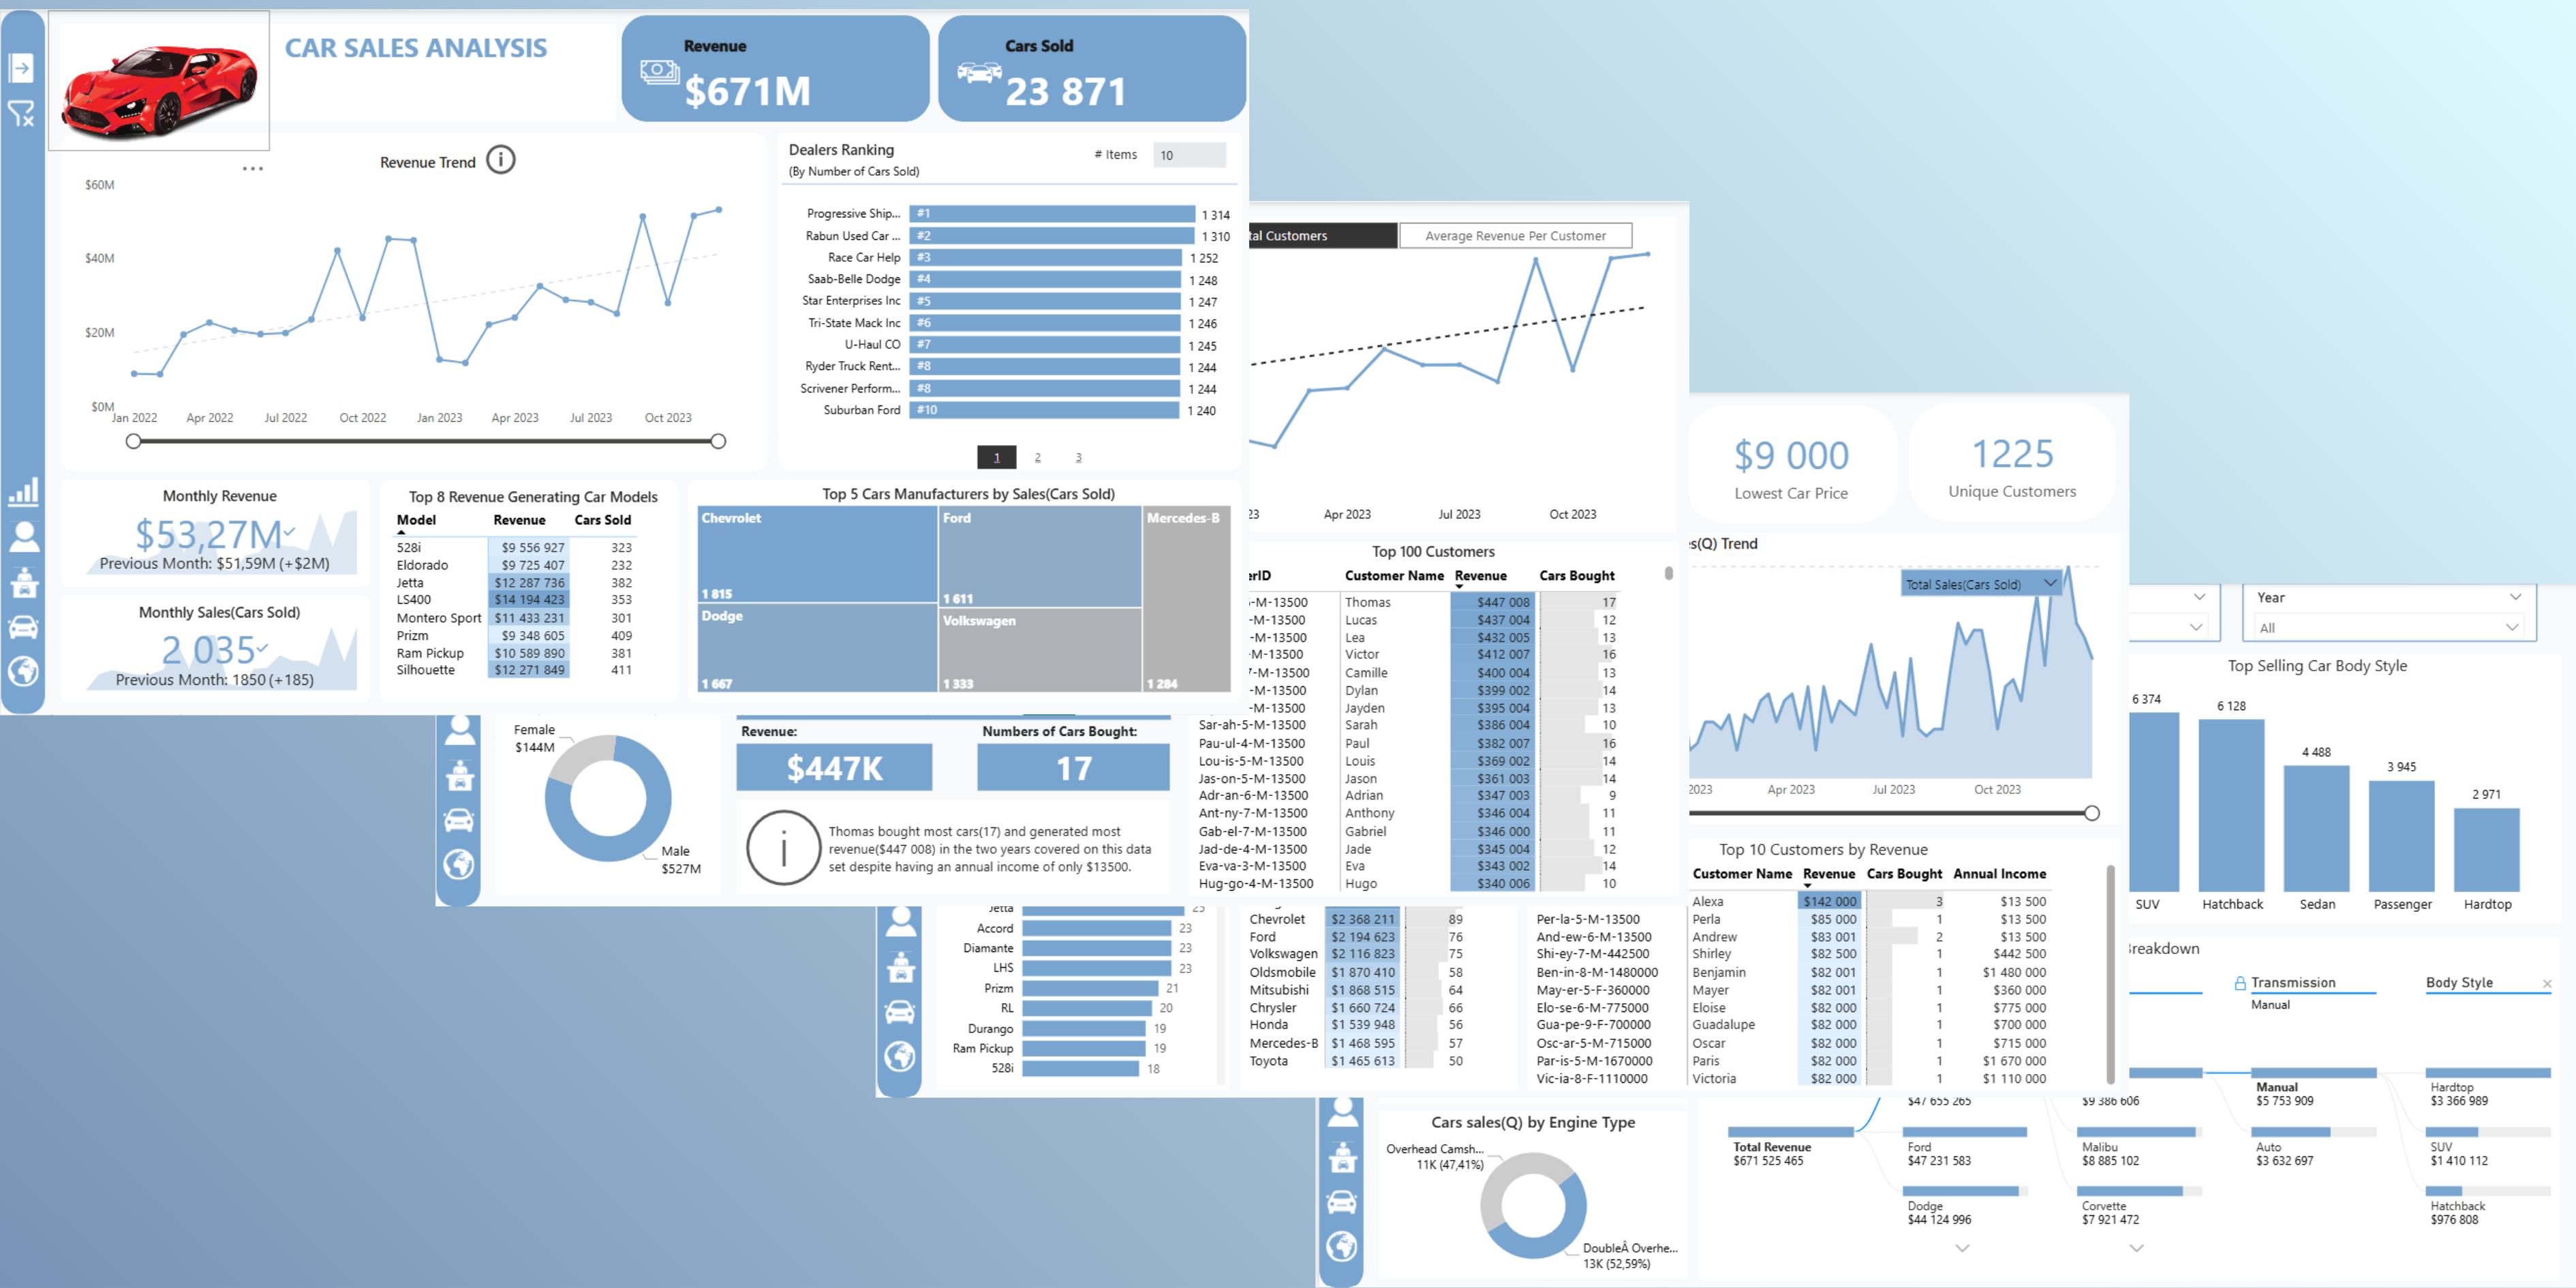 CAR SALES ANALYSIS
Revenue
$671M
Cars Sold
23 871
Revenue Trend
$60M
$40M
$20M
$0M
Jan 2022 Apr 2022 Jul 2022 Oct 2022 Jan 2023 Apr 2023 Jul 2023 Oct 2023
Dealers Ranking
(By Number of Cars Sold)
# Items 10
Progressive Ship... #1 1 314
Rabun Used Car ... #2 1 310
Race Car Help #3 1 252
Saab-Belle Dodge #4 1 248
Star Enterprises Inc #5 1 247
Tri-State Mack Inc #6 1 246
U-Haul CO #7 1 245
Ryder Truck Rent... #8 1 244
Scrivener Perform... #8 1 244
Suburban Ford #10 1 240
1 2 3
Monthly Revenue
$53,27M
Previous Month: $51,59M (+$2M)
Monthly Sales(Cars Sold)
2 035
Previous Month: 1850 (+185)
Top 8 Revenue Generating Car Models
Model Revenue Cars Sold
528i $9 556 927 323
Eldorado $9 725 407 232
Jetta $12 287 736 382
LS400 $14 194 423 353
Montero Sport $11 433 231 301
Prizm $9 348 605 409
Ram Pickup $10 589 890 381
Silhouette $12 271 849 411
Top 5 Cars Manufacturers by Sales(Cars Sold)
Chevrolet
1 815
Dodge
1 667
Ford
1 611
Volkswagen
1 333
Mercedes-B
1 284
tal Customers
Average Revenue Per Customer
23 Apr 2023 Jul 2023 Oct 2023
Top 100 Customers
erID Customer Name Revenue Cars Bought
-M-13500 Thomas $447 008 17
-M-13500 Lucas $437 004 12
-M-13500 Lea $432 005 13
-M-13500 Victor $412 007 16
-M-13500 Camille $400 004 13
-M-13500 Dylan $399 002 14
-M-13500 Jayden $395 004 13
Sar-ah-5-M-13500 Sarah $386 004 10
Pau-ul-4-M-13500 Paul $382 007 16
Lou-is-5-M-13500 Louis $369 002 14
Jas-on-5-M-13500 Jason $361 003 14
Adr-an-6-M-13500 Adrian $347 003 9
Ant-ny-7-M-13500 Anthony $346 004 11
Gab-el-7-M-13500 Gabriel $346 000 11
Jad-de-4-M-13500 Jade $345 004 12
Eva-va-3-M-13500 Eva $343 002 14
Hug-go-4-M-13500 Hugo $340 006 10
Female
$144M
Male
$527M
Revenue:
$447K
Numbers of Cars Bought:
17
Thomas bought most cars(17) and generated most
revenue($447 008) in the two years covered on this data
set despite having an annual income of only $13500.
$9 000
Lowest Car Price
1225
Unique Customers
s(Q) Trend
Total Sales(Cars Sold)
2023 Apr 2023 Jul 2023 Oct 2023
Jetta 25
Accord 23
Diamante 23
LHS 23
Prizm 21
RL 20
Durango 19
Ram Pickup 19
528i 18
Chevrolet $2 368 211 89
Ford $2 194 623 76
Volkswagen $2 116 823 75
Oldsmobile $1 870 410 58
Mitsubishi $1 868 515 64
Chrysler $1 660 724 66
Honda $1 539 948 56
Mercedes-B $1 468 595 57
Toyota $1 465 613 50
Top 10 Customers by Revenue
Customer Name Revenue Cars Bought Annual Income
Alexa $142 000 3 $13 500
Per-la-5-M-13500 Perla $85 000 1 $13 500
And-ew-6-M-13500 Andrew $83 001 2 $13 500
Shi-ey-7-M-442500 Shirley $82 500 1 $442 500
Ben-in-8-M-1480000 Benjamin $82 001 1 $1 480 000
May-er-5-F-360000 Mayer $82 001 1 $360 000
Elo-se-6-M-775000 Eloise $82 000 1 $775 000
Gua-pe-9-F-700000 Guadalupe $82 000 1 $700 000
Osc-ar-5-M-715000 Oscar $82 000 1 $715 000
Par-is-5-M-1670000 Paris $82 000 1 $1 670 000
Vic-ia-8-F-1110000 Victoria $82 000 1 $1 110 000
Year
All
Top Selling Car Body Style
6 374 6 128 4 488 3 945 2 971
SUV Hatchback Sedan Passenger Hardtop
Breakdown
Transmission
Manual
Body Style
Cars sales(Q) by Engine Type
Overhead Camsh...
11K (47,41%)
DoubleÂ Overhe...
13K (52,59%)
Total Revenue
$671 525 465
$47 655 265
Ford
$47 231 583
Dodge
$44 124 996
$9 386 606
Malibu
$8 885 102
Corvette
$7 921 472
Manual
$5 753 909
Auto
$3 632 697
Hardtop
$3 366 989
SUV
$1 410 112
Hatchback
$976 808